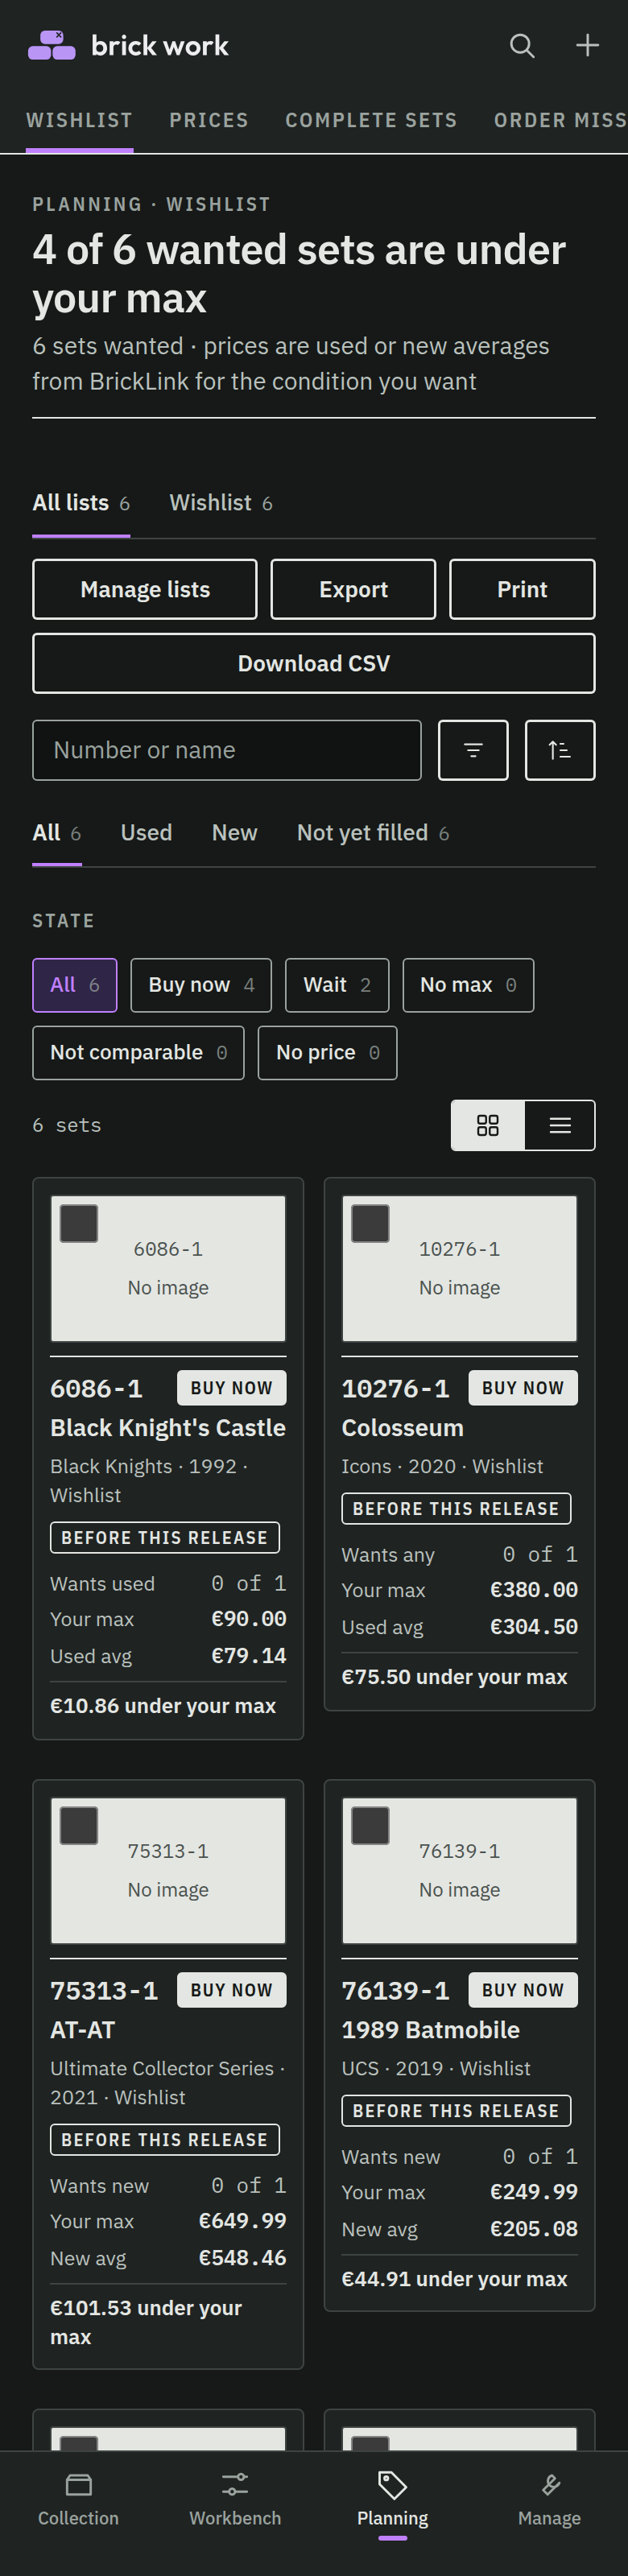 brick work
WISHLIST PRICES COMPLETE SETS ORDER MISS
PLANNING · WISHLIST
4 of 6 wanted sets are under
your max
6 sets wanted · prices are used or new averages
from BrickLink for the condition you want
All lists 6 Wishlist 6
Manage lists Export Print
Download CSV
Number or name
All 6 Used New Not yet filled 6
STATE
All 6 Buy now 4 Wait 2 No max 0
Not comparable 0 No price 0
6 sets
6086-1
No image
6086-1 BUY NOW
Black Knight's Castle
Black Knights · 1992 ·
Wishlist
BEFORE THIS RELEASE
Wants used 0 of 1
Your max €90.00
Used avg €79.14
€10.86 under your max
10276-1
No image
10276-1 BUY NOW
Colosseum
Icons · 2020 · Wishlist
BEFORE THIS RELEASE
Wants any 0 of 1
Your max €380.00
Used avg €304.50
€75.50 under your max
75313-1
No image
75313-1 BUY NOW
AT-AT
Ultimate Collector Series ·
2021 · Wishlist
BEFORE THIS RELEASE
Wants new 0 of 1
Your max €649.99
New avg €548.46
€101.53 under your
max
76139-1
No image
76139-1 BUY NOW
1989 Batmobile
UCS · 2019 · Wishlist
BEFORE THIS RELEASE
Wants new 0 of 1
Your max €249.99
New avg €205.08
€44.91 under your max
Collection Workbench Planning Manage